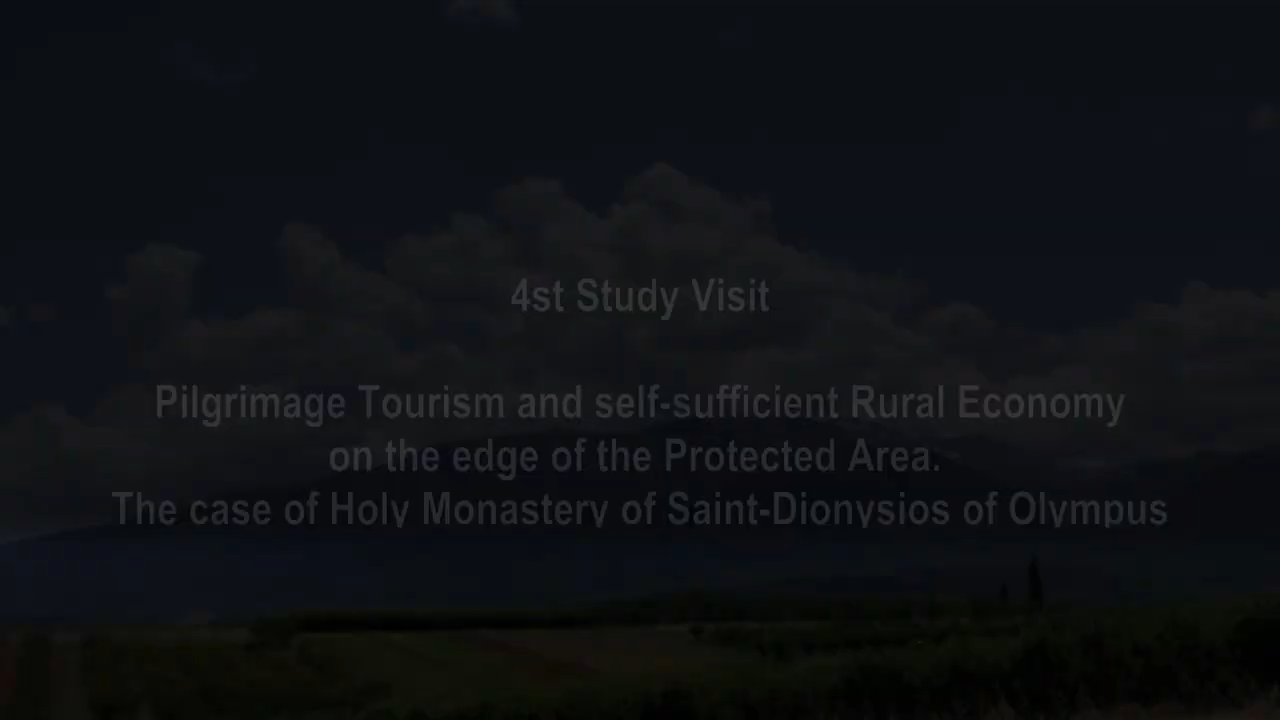 4st Study Visit
Pilgrimage Tourism and self-sufficient Rural Economy
on the edge of the Protected Area.
The case of Holy Monastery of Saint-Dionysios of Olympus